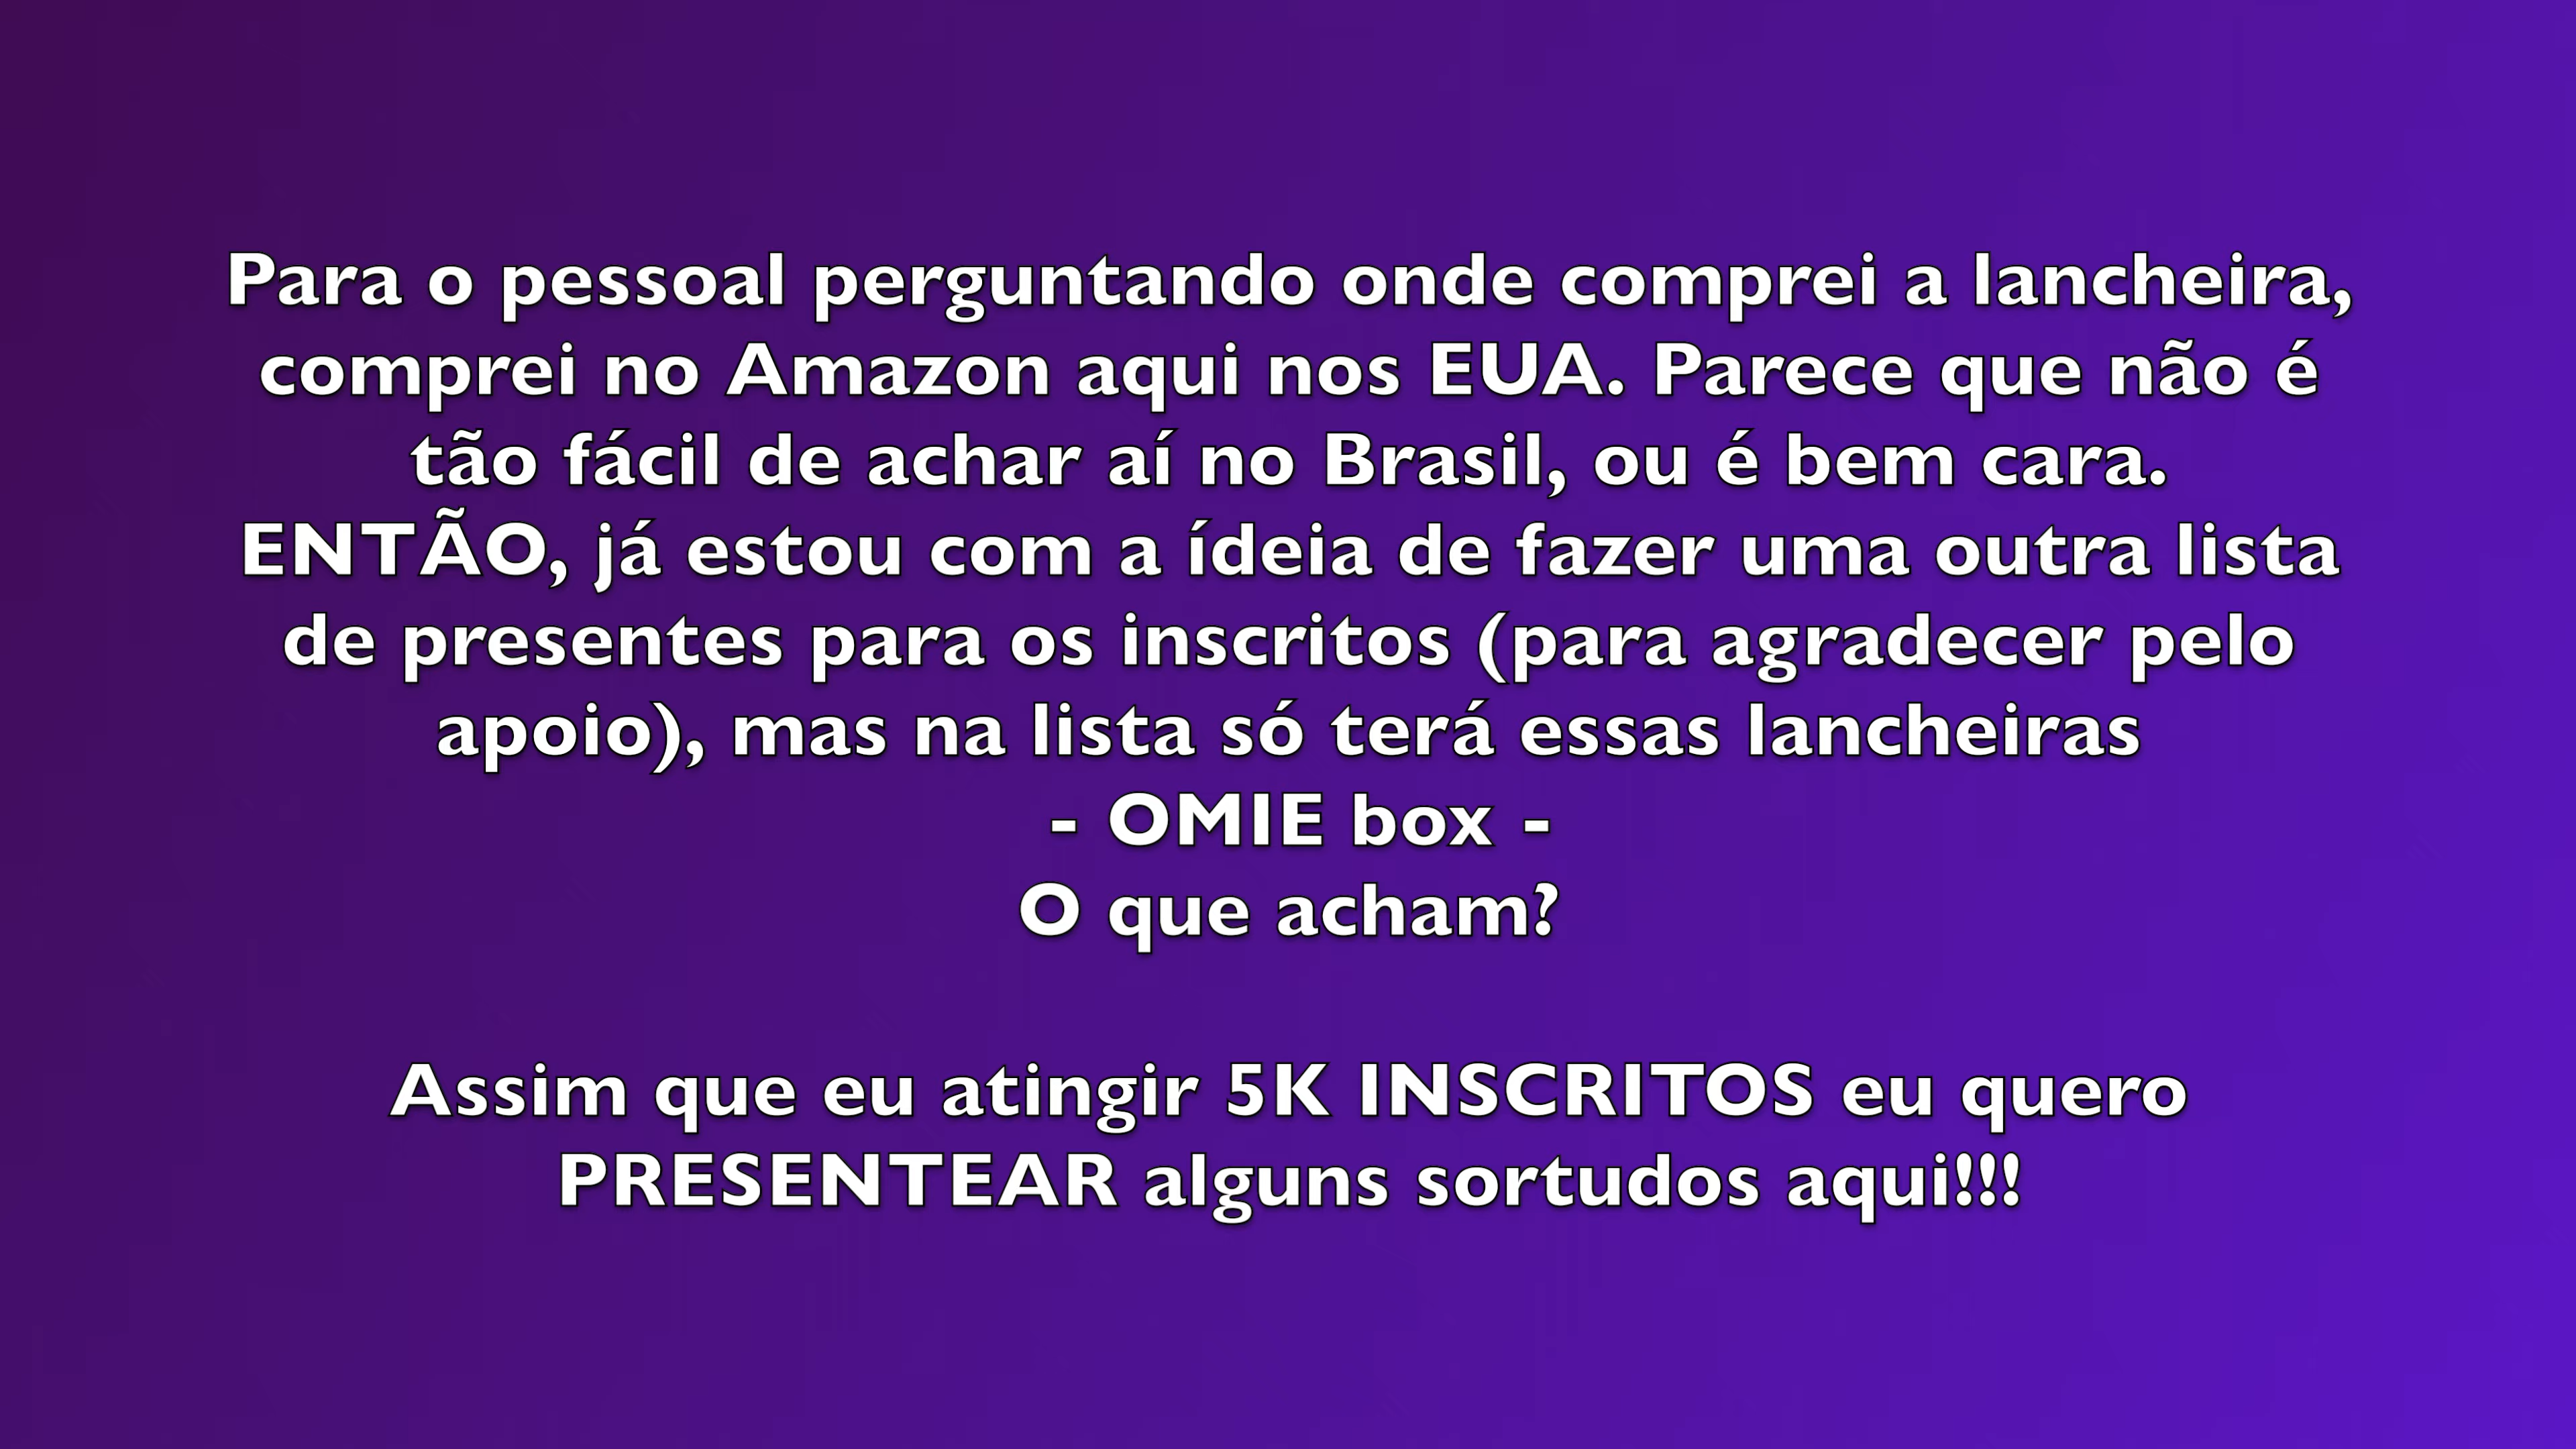 Para o pessoal perguntando onde comprei a lancheira,
comprei no Amazon aqui nos EUA. Parece que não é
tão fácil de achar aí no Brasil, ou é bem cara.
ENTÃO, já estou com a ídeia de fazer uma outra lista
de presentes para os inscritos (para agradecer pelo
apoio), mas na lista só terá essas lancheiras
- OMIE box -
O que acham?
Assim que eu atingir 5K INSCRITOS eu quero
PRESENTEAR alguns sortudos aqui!!!